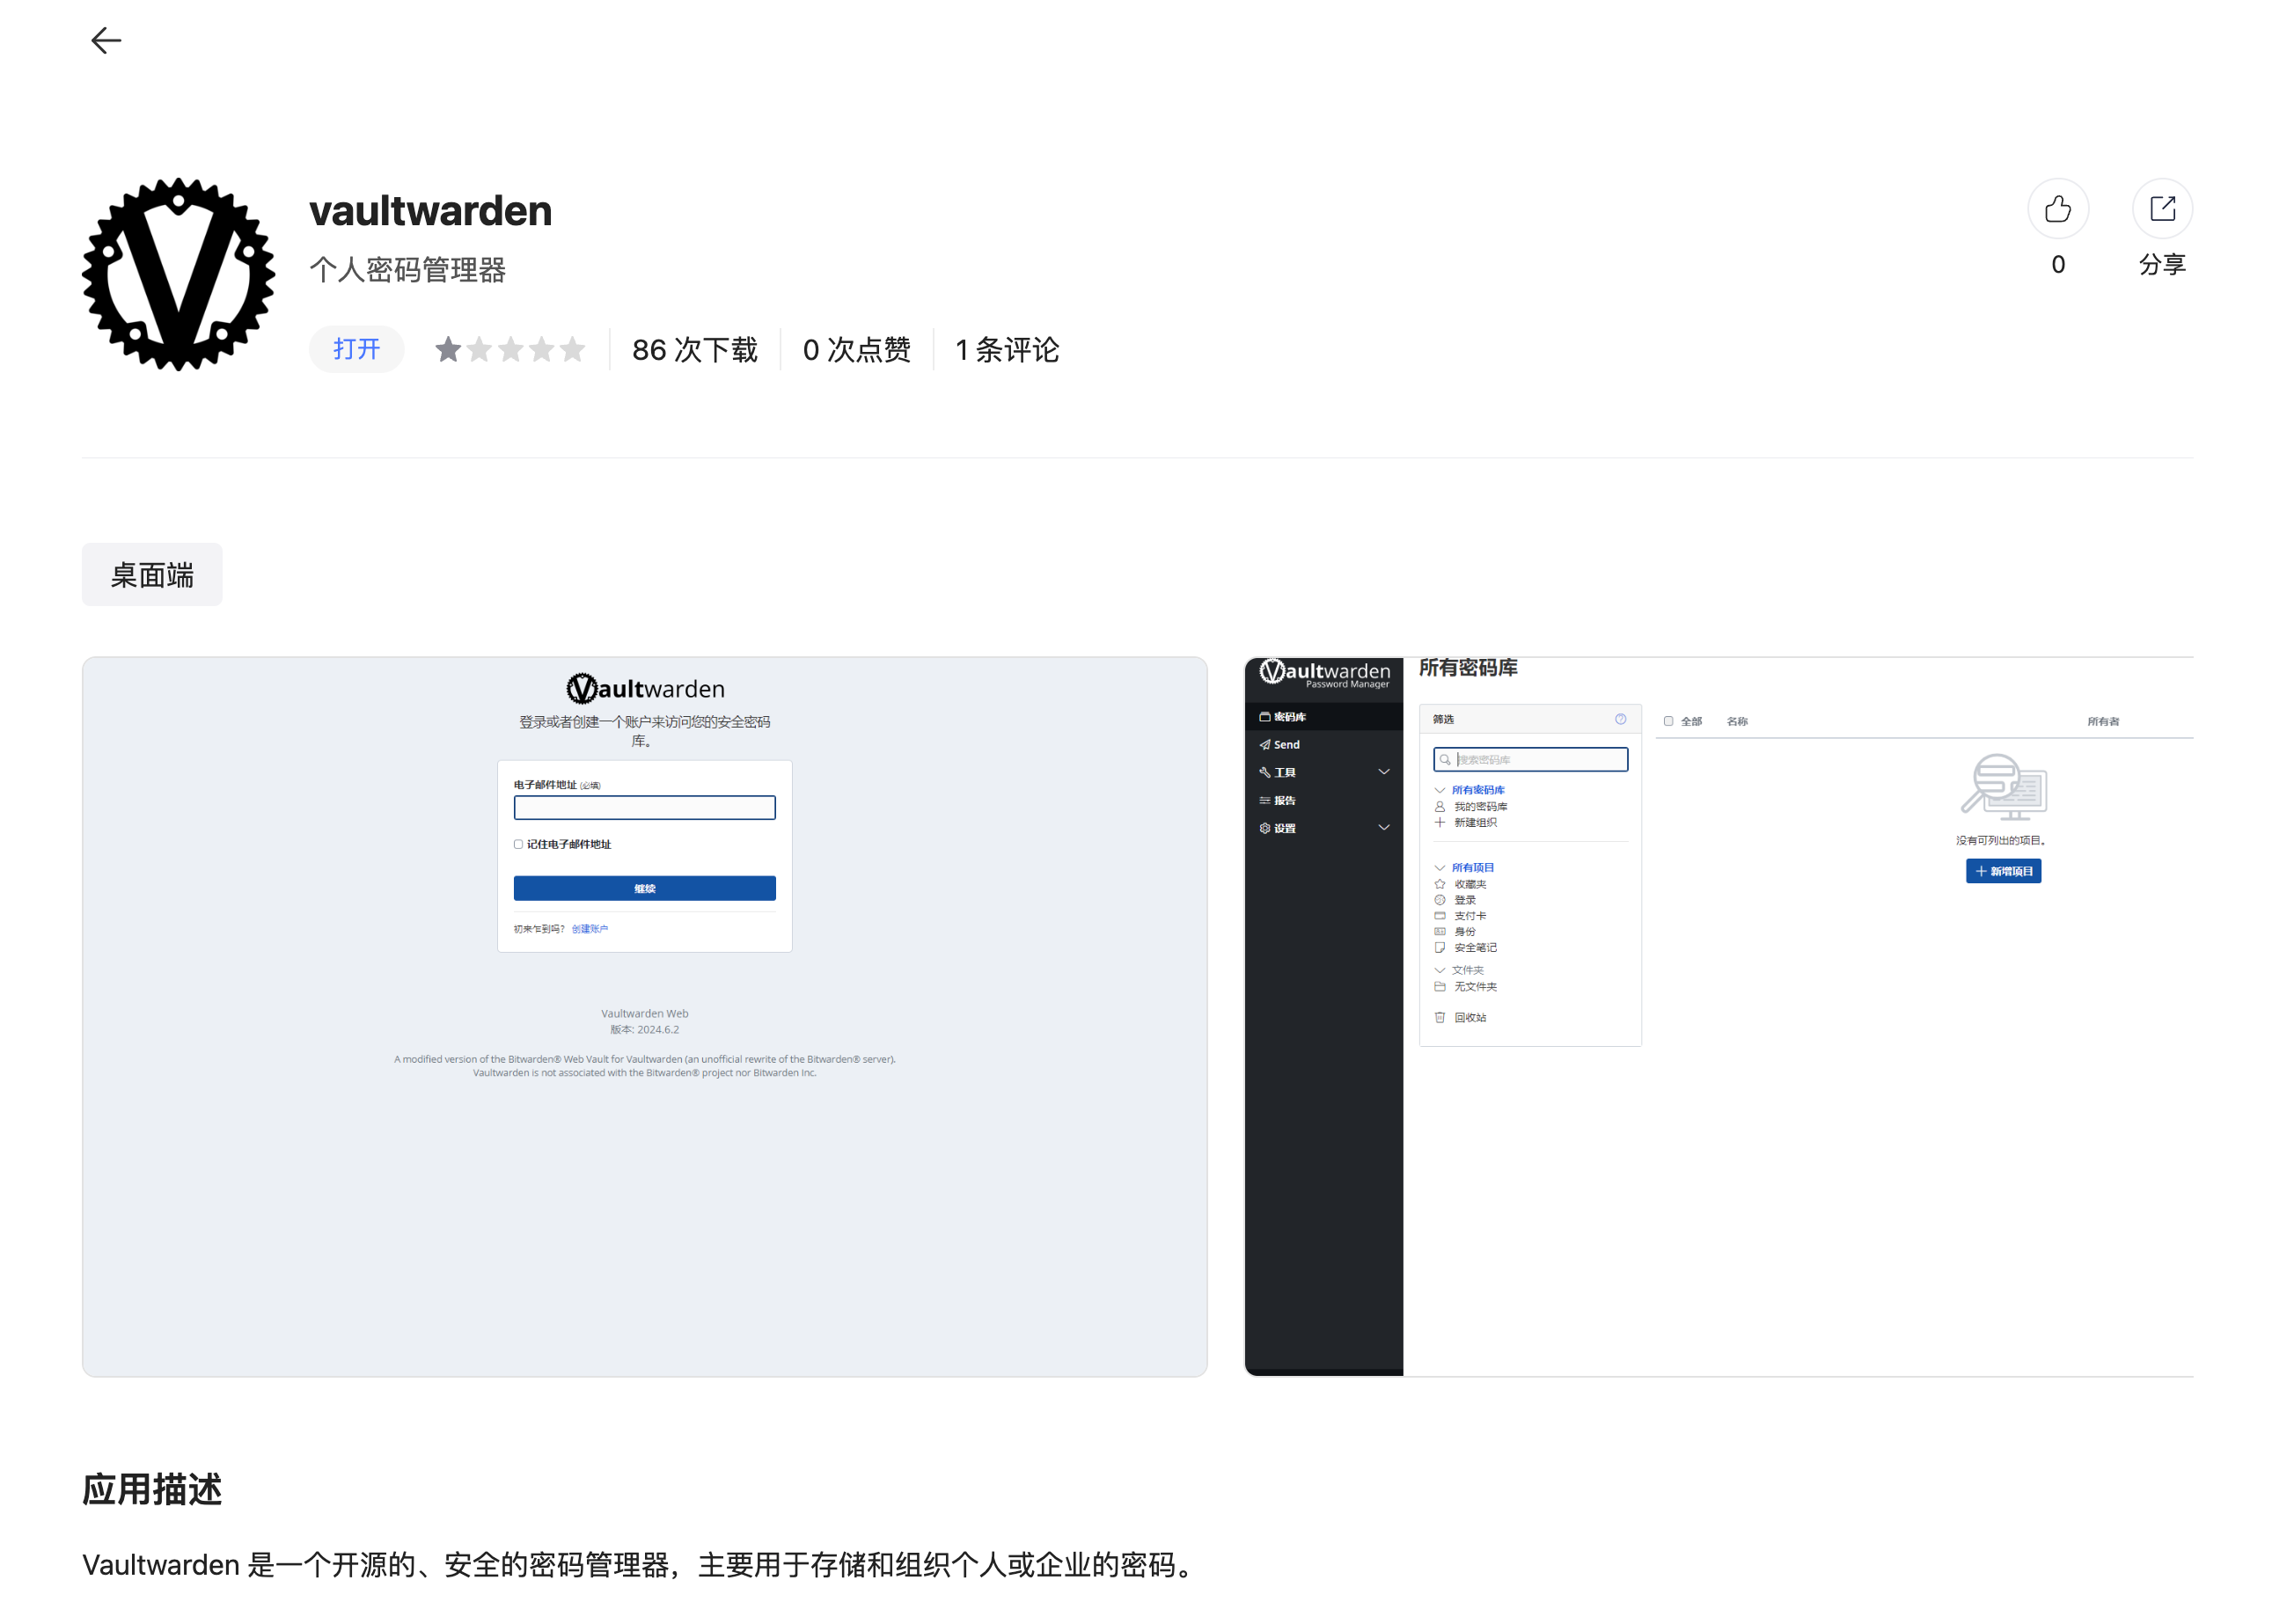 vaultwarden
个人密码管理器
打开
86 次下载
0 次点赞
1 条评论
0
分享
桌面端
Vaultwarden
登录或者创建一个账户来访问您的安全密码
库。
电子邮件地址 (必填)
记住电子邮件地址
继续
初来乍到吗? 创建账户
Vaultwarden Web
版本: 2024.6.2
A modified version of the Bitwarden® Web Vault for Vaultwarden (an unofficial rewrite of the Bitwarden® server).
Vaultwarden is not associated with the Bitwarden® project nor Bitwarden Inc.
Vaultwarden
Password Manager
密码库
Send
工具
报告
设置
所有密码库
筛选
搜索密码库
所有密码库
我的密码库
新建组织
所有项目
收藏夹
登录
支付卡
身份
安全笔记
文件夹
无文件夹
回收站
全部 名称 所有者
没有可列出的项目。
新增项目
应用描述
Vaultwarden 是一个开源的、安全的密码管理器，主要用于存储和组织个人或企业的密码。